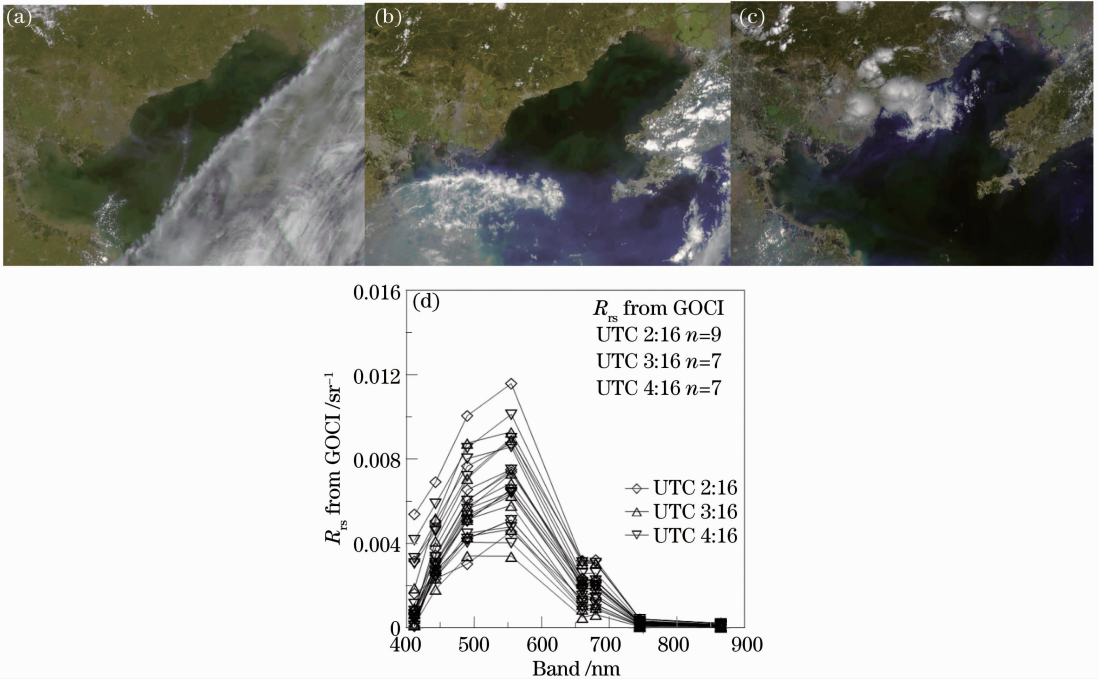 (a)
(b)
(c)
(d)
R_rs from GOCI
UTC 2:16 n=9
UTC 3:16 n=7
UTC 4:16 n=7
UTC 2:16
UTC 3:16
UTC 4:16
R_rs from GOCI /sr⁻¹
0.016
0.012
0.008
0.004
0
400 500 600 700 800 900
Band /nm